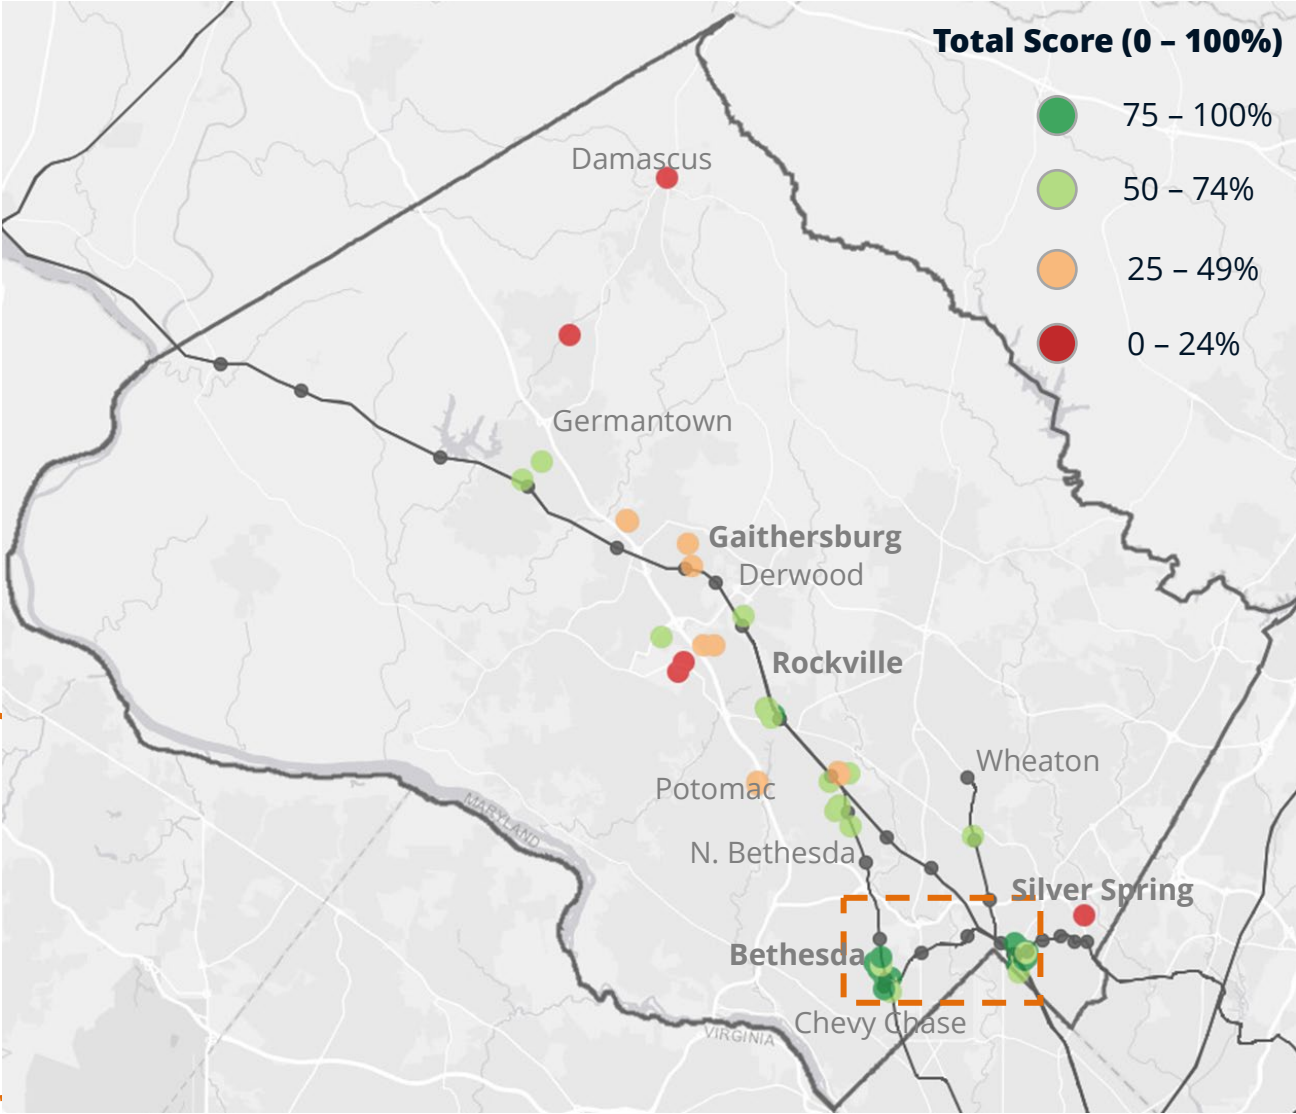 Total Score (0 – 100%)
75 – 100%
50 – 74%
25 – 49%
0 – 24%
Damascus
Germantown
Gaithersburg
Derwood
Rockville
Wheaton
Potomac
MARYLAND
N. Bethesda
Silver Spring
Bethesda
Chevy Chase
VIRGINIA